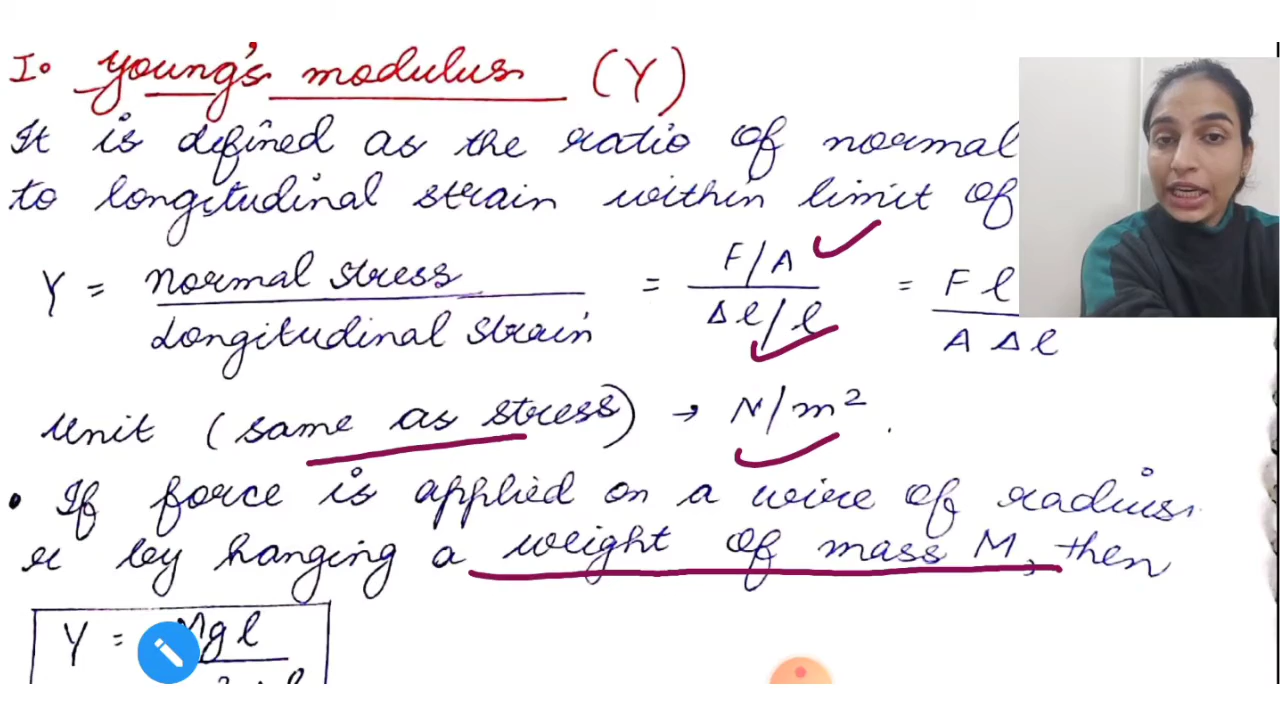 I. Young's modulus (Y)
It is defined as the ratio of normal
to longitudinal strain within limit of
Y = normal stress / Longitudinal strain = F/A / Δl/l = F l / A Δl
Unit (same as stress) → N/m²
• If force is applied on a wire of radius
r by hanging a weight of mass M, then
Y = Mgl